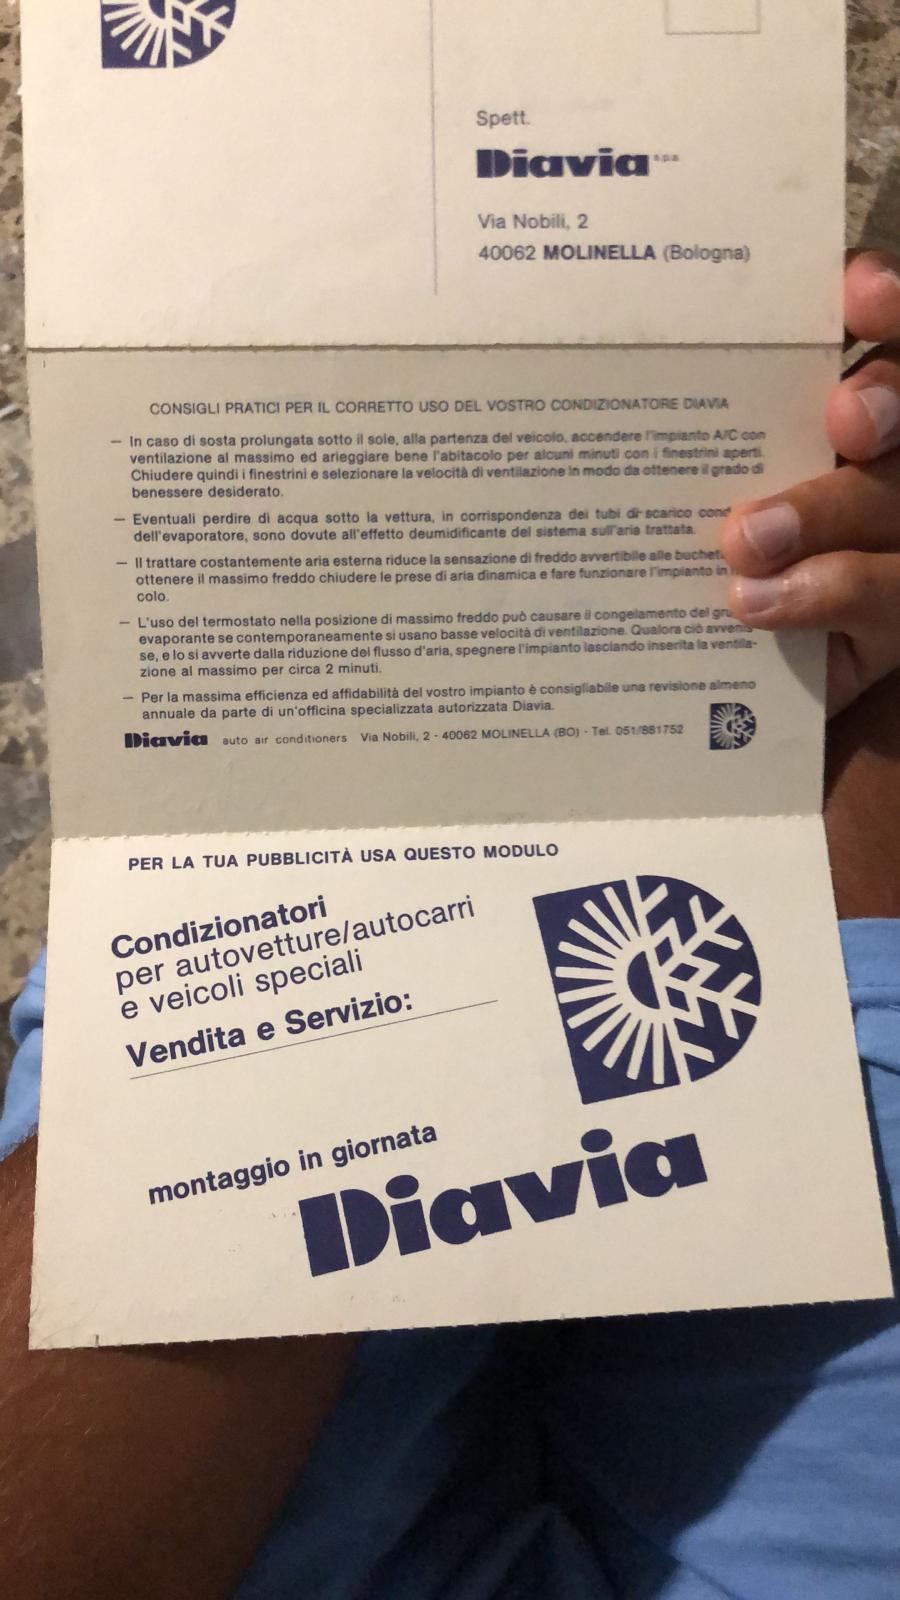 Spett.
Diavia s.p.a.
Via Nobili, 2
40062 MOLINELLA (Bologna)
CONSIGLI PRATICI PER IL CORRETTO USO DEL VOSTRO CONDIZIONATORE DIAVIA
— In caso di sosta prolungata sotto il sole, alla partenza del veicolo, accendere l'impianto A/C con
ventilazione al massimo ed arieggiare bene l'abitacolo per alcuni minuti con i finestrini aperti.
Chiudere quindi i finestrini e selezionare la velocità di ventilazione in modo da ottenere il grado di
benessere desiderato.
— Eventuali perdire di acqua sotto la vettura, in corrispondenza dei tubi di scarico cond
dell'evaporatore, sono dovute all'effetto deumidificante del sistema sull'aria trattata.
— Il trattare costantemente aria esterna riduce la sensazione di freddo avvertibile alle bochet
ottenere il massimo freddo chiudere le prese di aria dinamica e fare funzionare l'impianto in
colo.
— L'uso del termostato nella posizione di massimo freddo può causare il congelamento del gru
evaporante se contemporaneamente si usano basse velocità di ventilazione. Qualora ciò avvenis-
se, e lo si avverte dalla riduzione del flusso d'aria, spegnere l'impianto lasciando inserita la ventila-
zione al massimo per circa 2 minuti.
— Per la massima efficienza ed affidabilità del vostro impianto è consigliabile una revisione almeno
annuale da parte di un'officina specializzata autorizzata Diavia.
Diavia auto air conditioners Via Nobili, 2 - 40062 MOLINELLA (BO) - Tel. 051/881752
PER LA TUA PUBBLICITÀ USA QUESTO MODULO
Condizionatori
per autovetture/autocarri
e veicoli speciali
Vendita e Servizio:
montaggio in giornata
Diavia